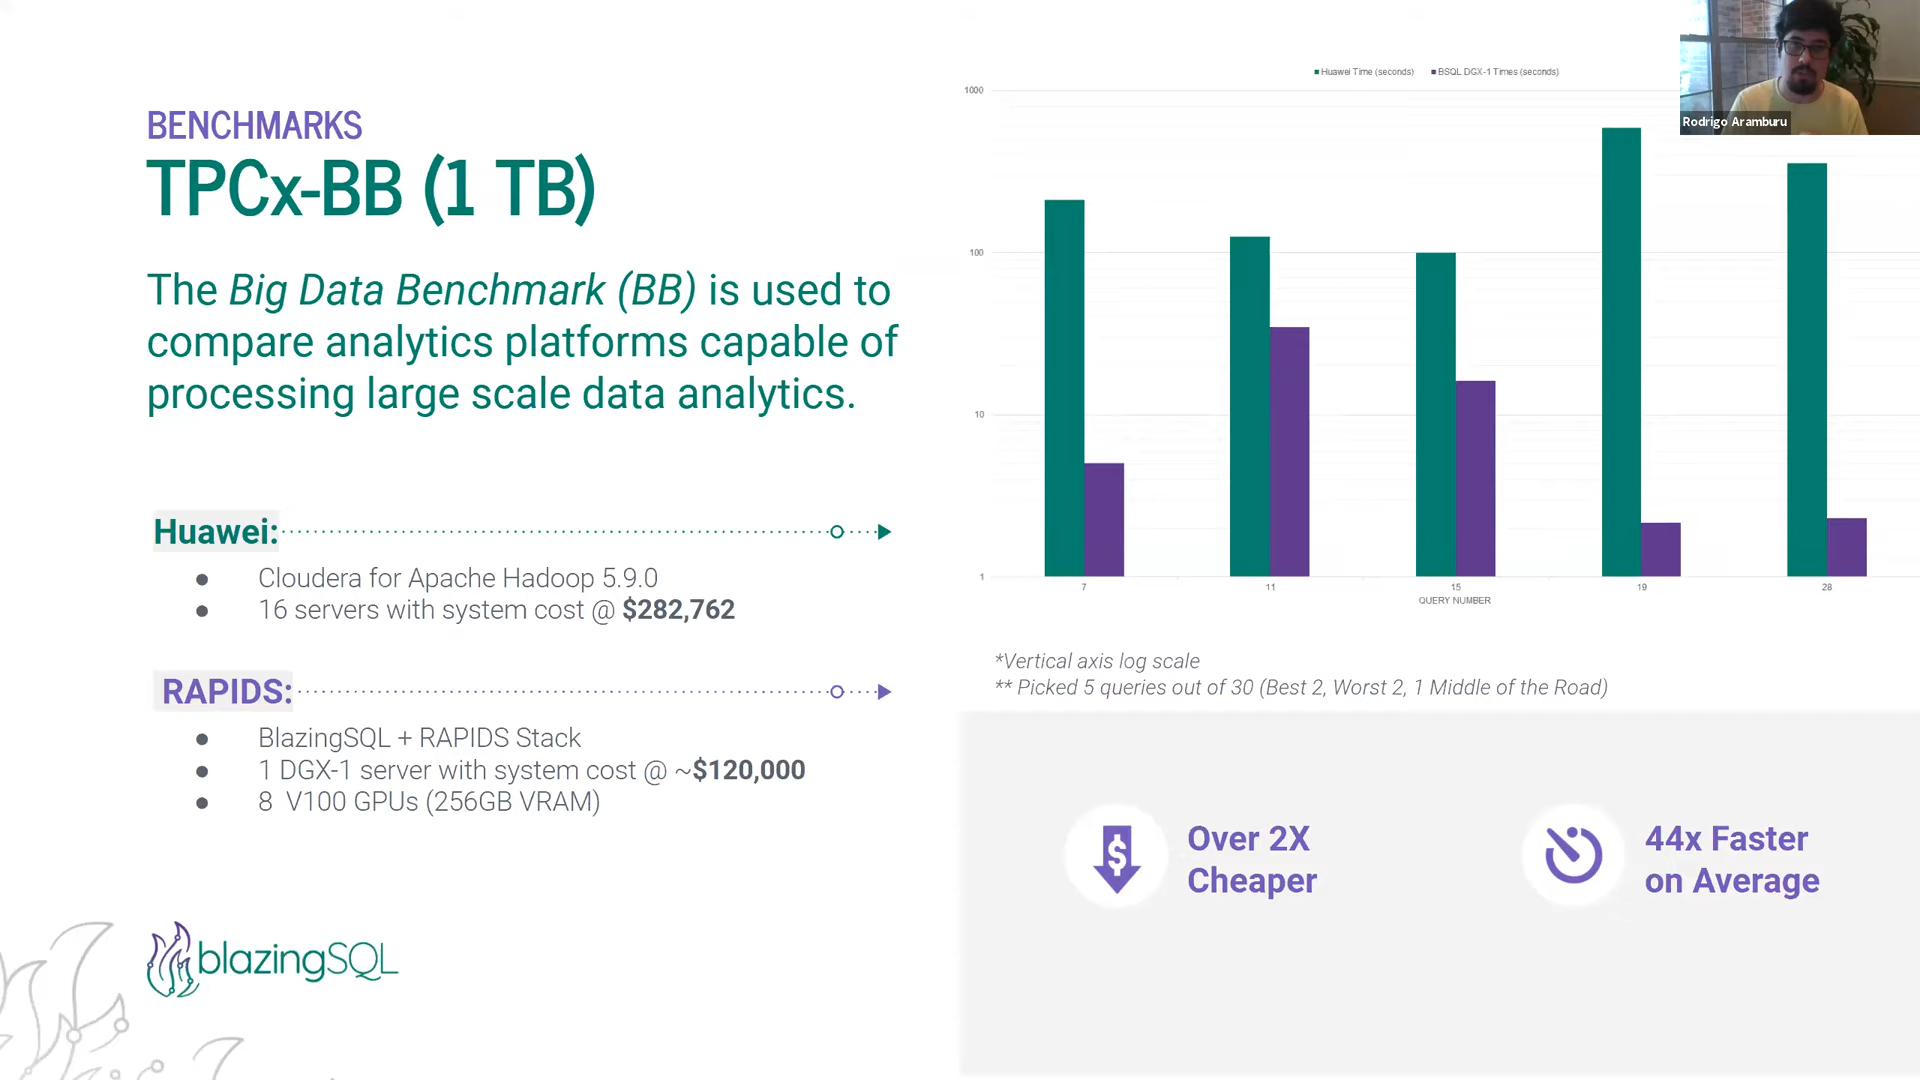 BENCHMARKS
TPCx-BB (1 TB)
The Big Data Benchmark (BB) is used to
compare analytics platforms capable of
processing large scale data analytics.
Huawei:
● Cloudera for Apache Hadoop 5.9.0
● 16 servers with system cost @ $282,762
RAPIDS:
● BlazingSQL + RAPIDS Stack
● 1 DGX-1 server with system cost @ ~$120,000
● 8 V100 GPUs (256GB VRAM)
blazingSQL
Huawei Time (seconds) BSQL DGX-1 Times (seconds)
1000
100
10
1
7 11 15 19 28
QUERY NUMBER
*Vertical axis log scale
** Picked 5 queries out of 30 (Best 2, Worst 2, 1 Middle of the Road)
$
Over 2X
Cheaper
44x Faster
on Average
Rodrigo Aramburu